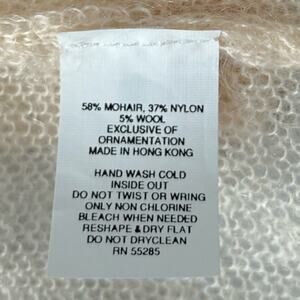 58% MOHAIR, 37% NYLON
5% WOOL
EXCLUSIVE OF
ORNAMENTATION
MADE IN HONG KONG
HAND WASH COLD
INSIDE OUT
DO NOT TWIST OR WRING
ONLY NON CHLORINE
BLEACH WHEN NEEDED
RESHAPE & DRY FLAT
DO NOT DRYCLEAN
RN 55285